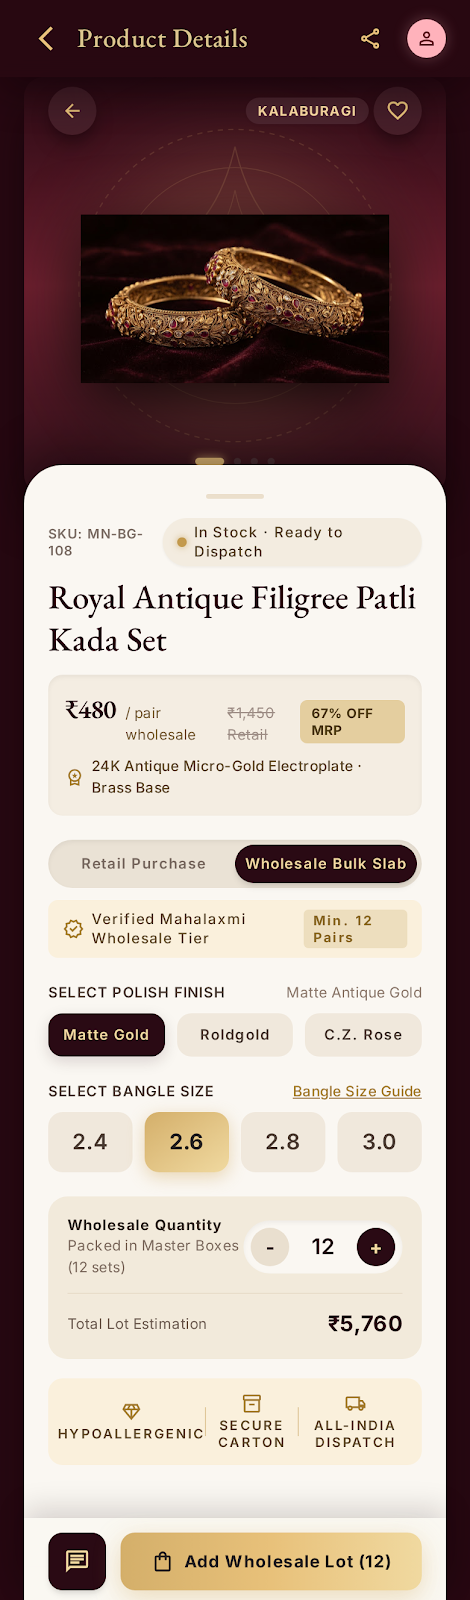 Product Details
KALABURAGI
SKU: MN-BG-
108
In Stock · Ready to
Dispatch
Royal Antique Filigree Patli
Kada Set
₹480 / pair
wholesale
₹1,450
Retail
67% OFF
MRP
24K Antique Micro-Gold Electroplate ·
Brass Base
Retail Purchase
Wholesale Bulk Slab
Verified Mahalaxmi
Wholesale Tier
Min. 12
Pairs
SELECT POLISH FINISH
Matte Antique Gold
Matte Gold
Roldgold
C.Z. Rose
SELECT BANGLE SIZE
Bangle Size Guide
2.4
2.6
2.8
3.0
Wholesale Quantity
Packed in Master Boxes
(12 sets)
- 12 +
Total Lot Estimation
₹5,760
HYPOALLERGENIC
SECURE
CARTON
ALL-INDIA
DISPATCH
Add Wholesale Lot (12)